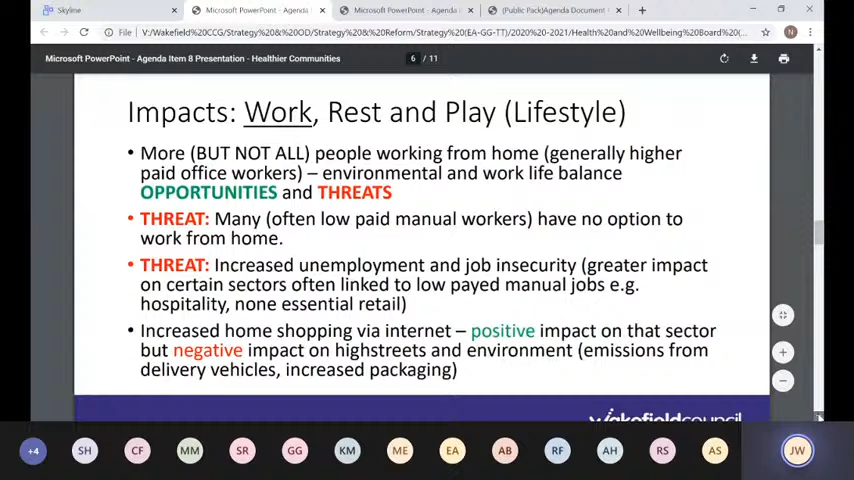 Skyline
Microsoft PowerPoint - Agenda
Microsoft PowerPoint - Agenda
(Public Pack)Agenda Document
File
V:/Wakefield%20CCG/Strategy%20&%20OD/Strategy%20&%20Reform/Strategy(EA-GG-TT)/2020%20-2021/Health%20and%20Wellbeing%20Board%20(...
N
Microsoft PowerPoint - Agenda Item 8 Presentation - Healthier Communities
6 / 11
Impacts: Work, Rest and Play (Lifestyle)
• More (BUT NOT ALL) people working from home (generally higher
paid office workers) – environmental and work life balance
OPPORTUNITIES and THREATS
• THREAT: Many (often low paid manual workers) have no option to
work from home.
• THREAT: Increased unemployment and job insecurity (greater impact
on certain sectors often linked to low payed manual jobs e.g.
hospitality, none essential retail)
• Increased home shopping via internet – positive impact on that sector
but negative impact on highstreets and environment (emissions from
delivery vehicles, increased packaging)
wakefieldcouncil
+4 SH CF MM SR GG KM ME EA AB RF AH RS AS JW